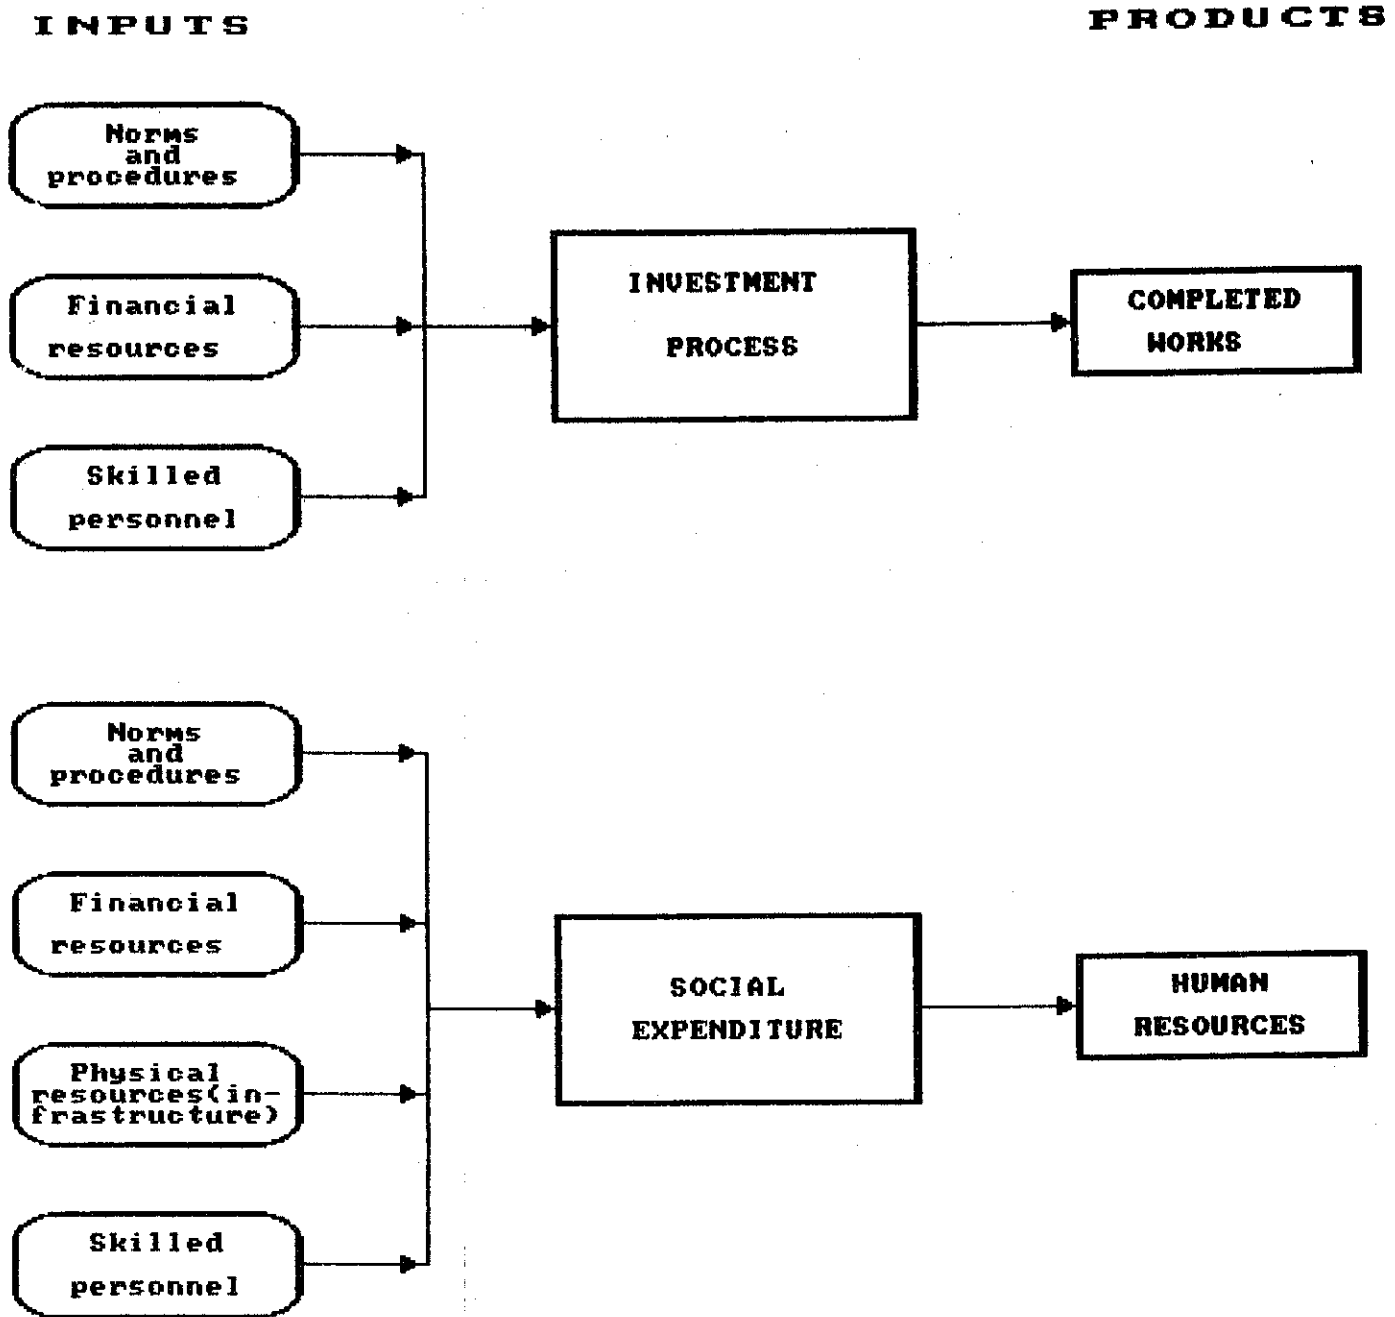 INPUTS
PRODUCTS
Norms
and
procedures
Financial
resources
Skilled
personnel
INVESTMENT
PROCESS
COMPLETED
WORKS
Norms
and
procedures
Financial
resources
Physical
resources(in-
frastructure)
Skilled
personnel
SOCIAL
EXPENDITURE
HUMAN
RESOURCES